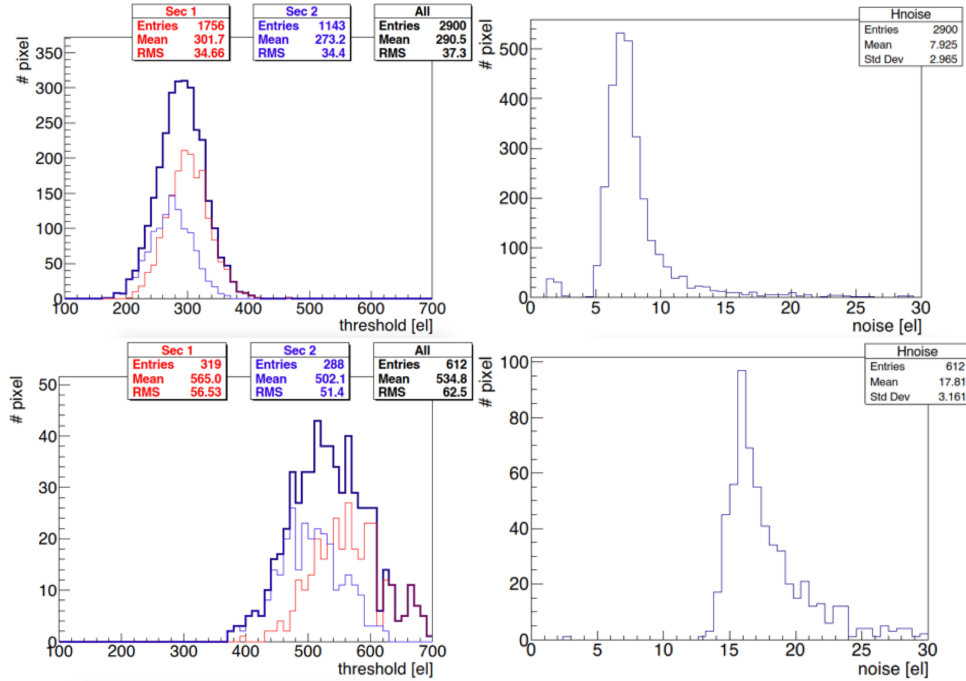 Sec 1
Entries 1756
Mean 301.7
RMS 34.66
Sec 2
Entries 1143
Mean 273.2
RMS 34.4
All
Entries 2900
Mean 290.5
RMS 37.3
# pixel
350
300
250
200
150
100
50
0
100 200 300 400 500 600 700
threshold [el]
Hnoise
Entries 2900
Mean 7.925
Std Dev 2.965
# pixel
500
400
300
200
100
0
0 5 10 15 20 25 30
noise [el]
Sec 1
Entries 319
Mean 565.0
RMS 56.53
Sec 2
Entries 288
Mean 502.1
RMS 51.4
All
Entries 612
Mean 534.8
RMS 62.5
# pixel
50
40
30
20
10
0
100 200 300 400 500 600 700
threshold [el]
Hnoise
Entries 612
Mean 17.81
Std Dev 3.161
# pixel
100
80
60
40
20
0
0 5 10 15 20 25 30
noise [el]